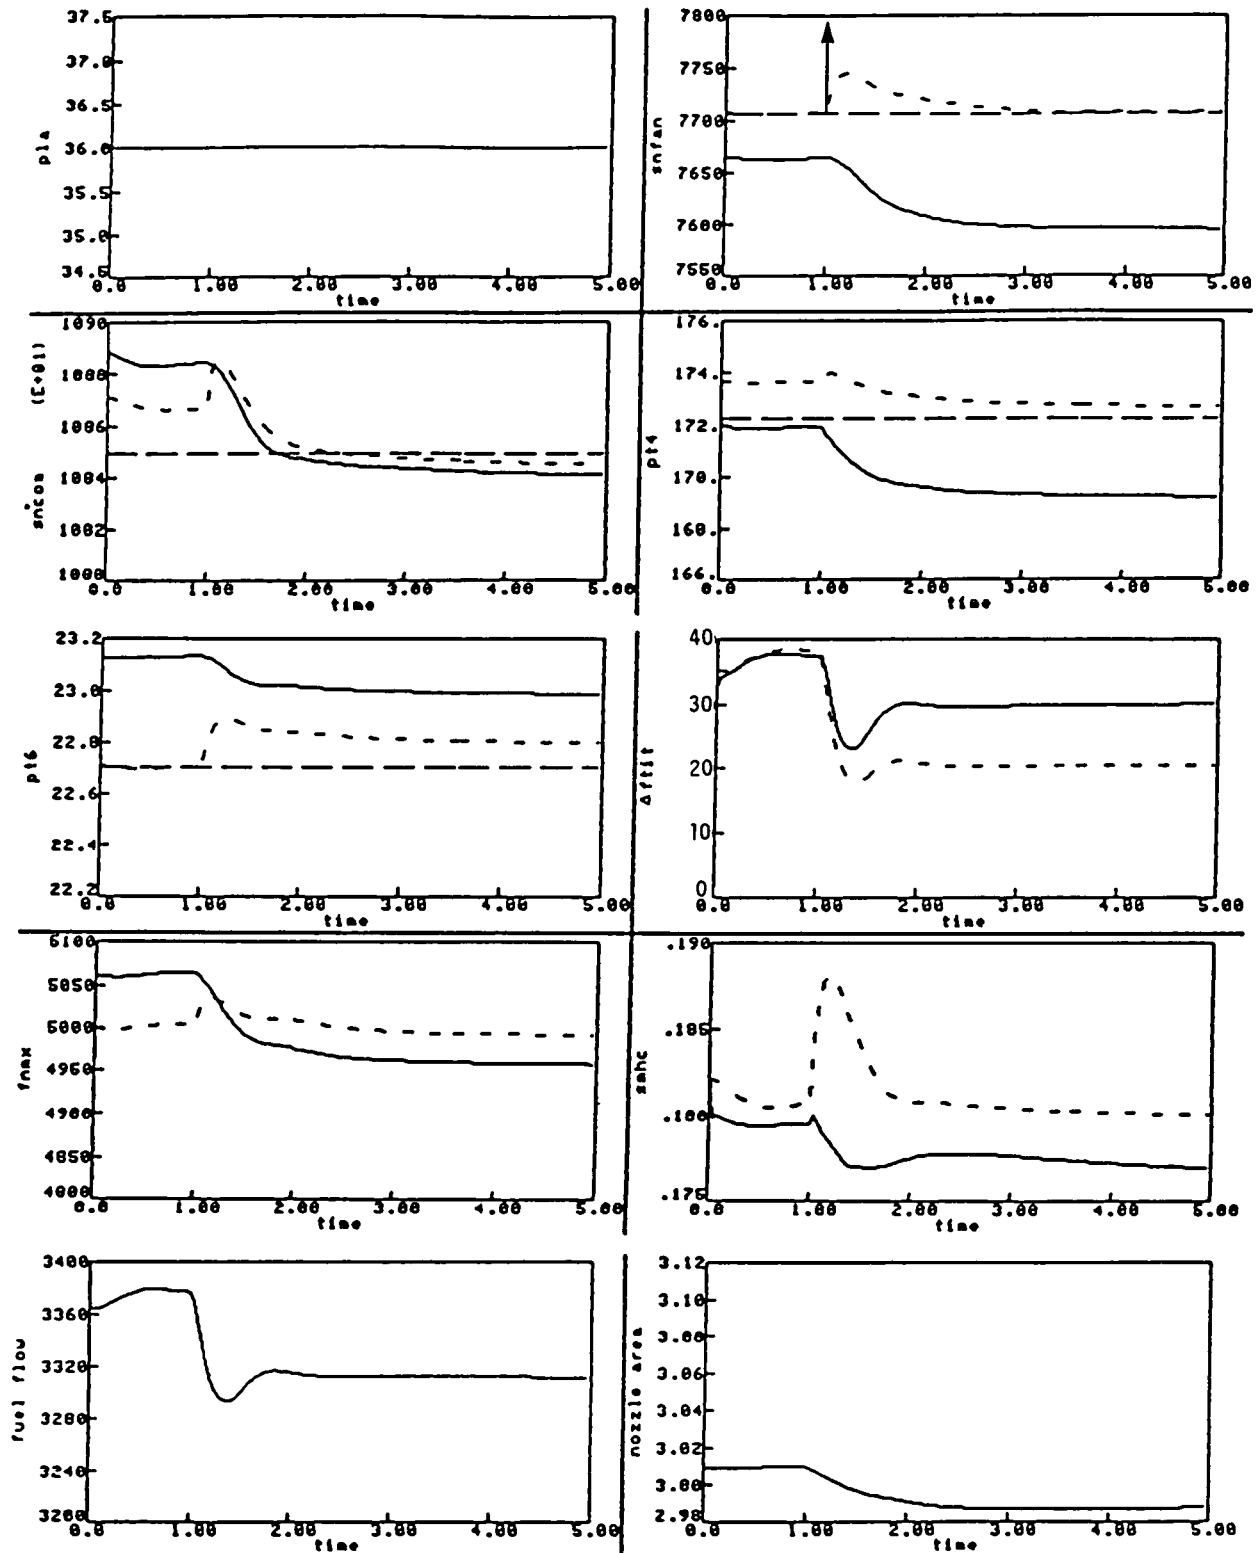 37.5
37.0
36.5
36.0
35.5
35.0
34.5
pla
0.0 1.00 2.00 3.00 4.00 5.00
time
7800
7750
7700
7650
7600
7550
snfan
0.0 1.00 2.00 3.00 4.00 5.00
time
1090
1088
1086
1084
1082
1080
(E+01)
sncom
0.0 1.00 2.00 3.00 4.00 5.00
time
176.
174.
172.
170.
168.
166.
pt4
0.0 1.00 2.00 3.00 4.00 5.00
time
23.2
23.0
22.8
22.6
22.4
22.2
pt6
0.0 1.00 2.00 3.00 4.00 5.00
time
40
30
20
10
0
Δftit
0.0 1.00 2.00 3.00 4.00 5.00
time
5100
5050
5000
4950
4900
4850
4800
fnmx
0.0 1.00 2.00 3.00 4.00 5.00
time
.190
.185
.180
.175
smhc
0.0 1.00 2.00 3.00 4.00 5.00
time
3400
3360
3320
3280
3240
3200
fuel flow
0.0 1.00 2.00 3.00 4.00 5.00
time
3.12
3.10
3.08
3.06
3.04
3.02
3.00
2.98
nozzle area
0.0 1.00 2.00 3.00 4.00 5.00
time